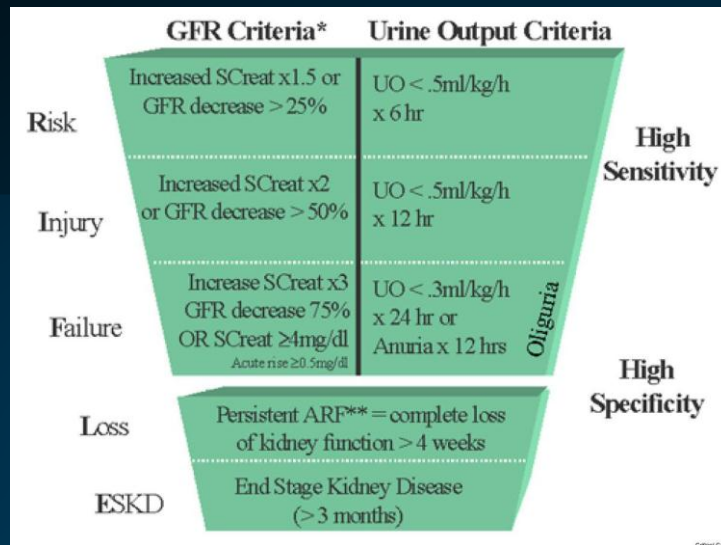 GFR Criteria*
Urine Output Criteria
Risk
Increased SCreat x1.5 or
GFR decrease > 25%
UO < .5ml/kg/h
x 6 hr
High
Sensitivity
Injury
Increased SCreat x2
or GFR decrease > 50%
UO < .5ml/kg/h
x 12 hr
Failure
Increase SCreat x3
GFR decrease 75%
OR SCreat ≥4mg/dl
Acute rise ≥0.5mg/dl
UO < .3ml/kg/h
x 24 hr or
Anuria x 12 hrs
Oliguria
High
Specificity
Loss
Persistent ARF** = complete loss
of kidney function > 4 weeks
ESKD
End Stage Kidney Disease
(> 3 months)